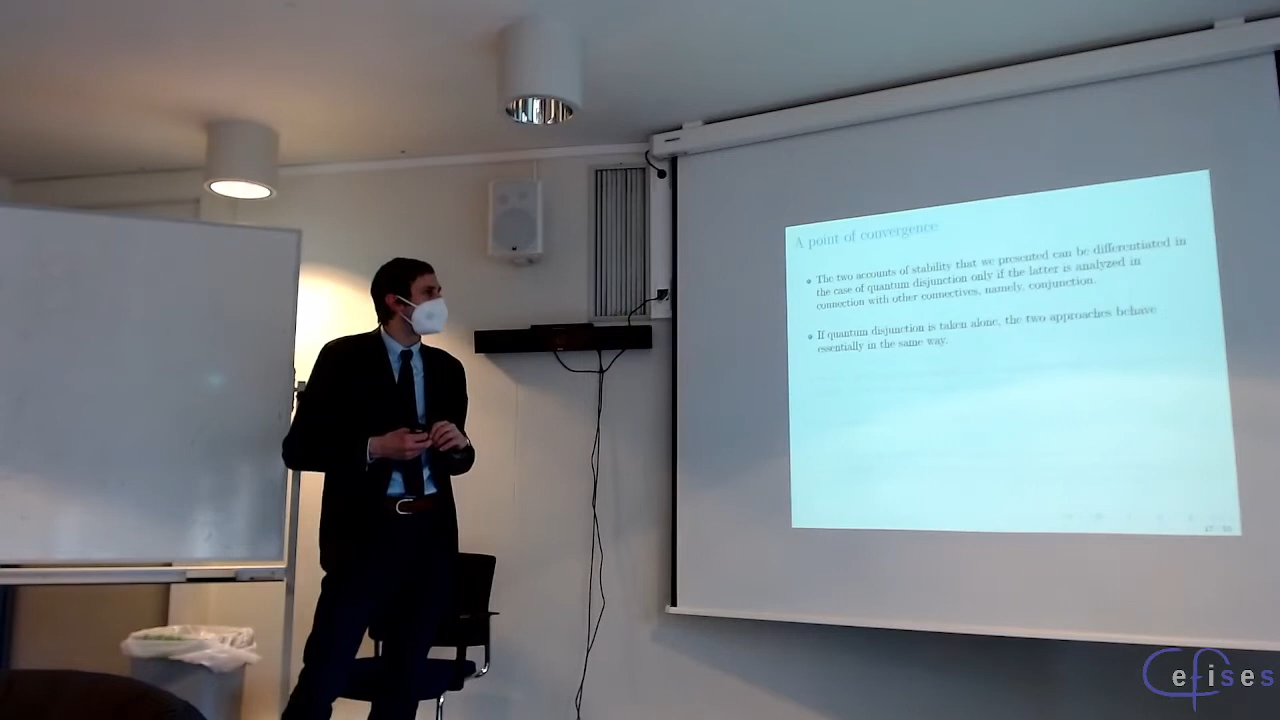 A point of convergence
The two accounts of stability that we presented can be differentiated in
the case of quantum disjunction only if the latter is analyzed in
connection with other connectives, namely, conjunction.
If quantum disjunction is taken alone, the two approaches behave
essentially in the same way.
Cefises